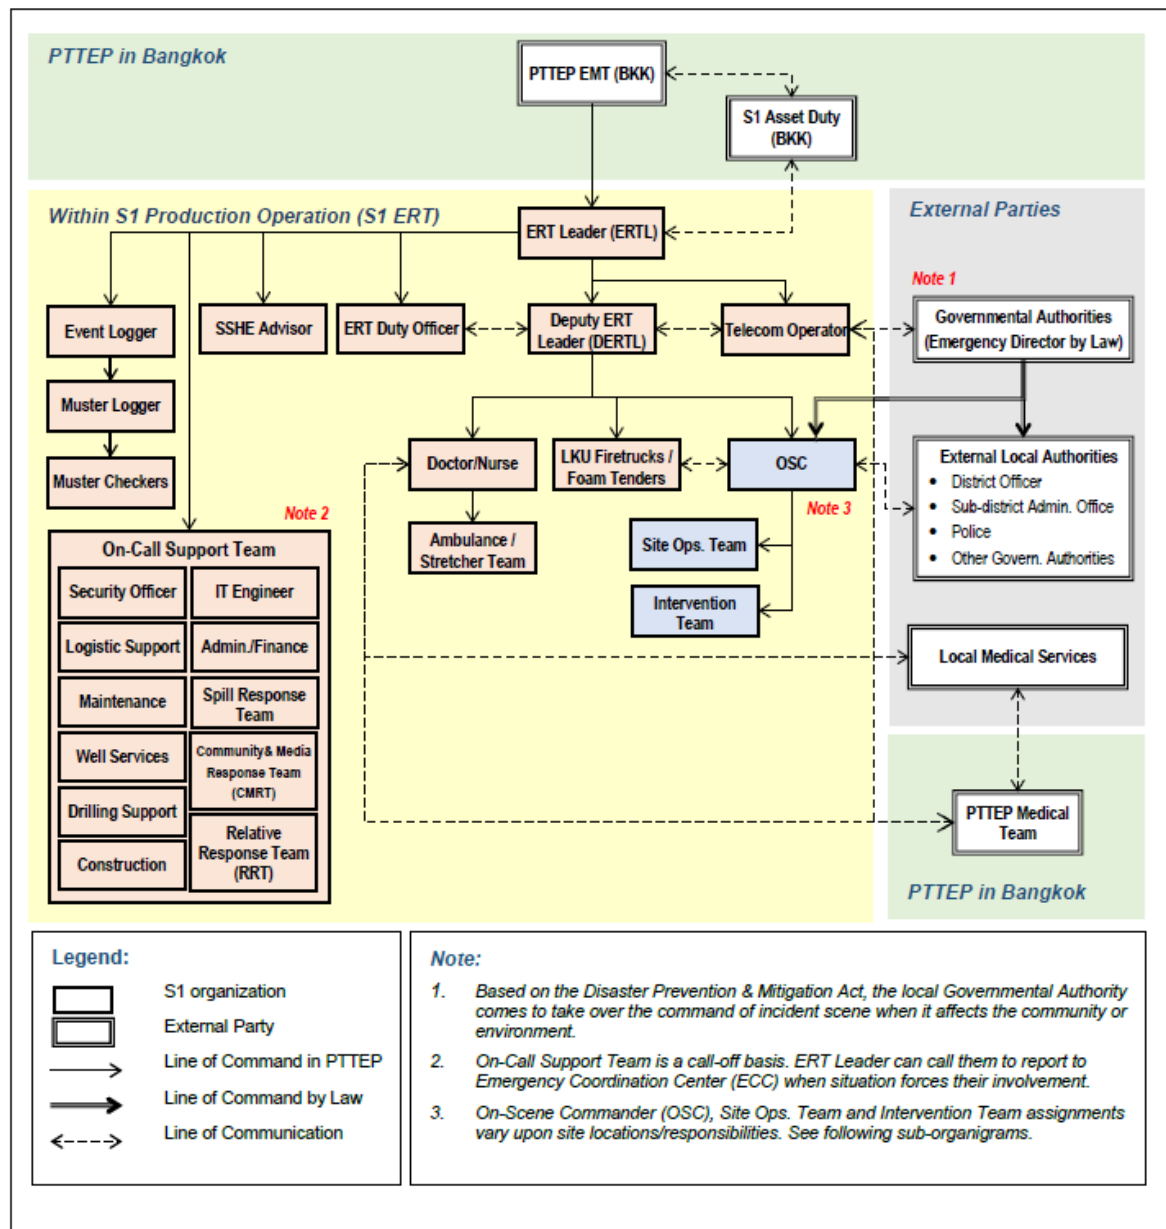 PTTEP in Bangkok
PTTEP EMT (BKK)
S1 Asset Duty
(BKK)
Within S1 Production Operation (S1 ERT)
ERT Leader (ERTL)
External Parties
Note 1
Event Logger
SSHE Advisor
ERT Duty Officer
Deputy ERT
Leader (DERTL)
Telecom Operator
Governmental Authorities
(Emergency Director by Law)
Muster Logger
Muster Checkers
Doctor/Nurse
LKU Firetrucks /
Foam Tenders
OSC
External Local Authorities
• District Officer
• Sub-district Admin. Office
• Police
• Other Govern. Authorities
Note 2
Note 3
Ambulance /
Stretcher Team
Site Ops. Team
Intervention
Team
On-Call Support Team
Security Officer
IT Engineer
Logistic Support
Admin./Finance
Maintenance
Spill Response
Team
Well Services
Community& Media
Response Team
(CMRT)
Drilling Support
Construction
Relative
Response Team
(RRT)
Local Medical Services
PTTEP Medical
Team
PTTEP in Bangkok
Legend:
S1 organization
External Party
Line of Command in PTTEP
Line of Command by Law
Line of Communication
Note:
1. Based on the Disaster Prevention & Mitigation Act, the local Governmental Authority
comes to take over the command of incident scene when it affects the community or
environment.
2. On-Call Support Team is a call-off basis. ERT Leader can call them to report to
Emergency Coordination Center (ECC) when situation forces their involvement.
3. On-Scene Commander (OSC), Site Ops. Team and Intervention Team assignments
vary upon site locations/responsibilities. See following sub-organigrams.